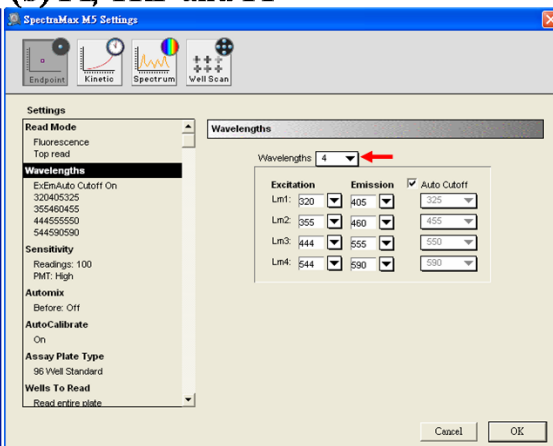 SpectraMax M5 Settings
Endpoint Kinetic Spectrum Well Scan
Settings
Read Mode
Fluorescence
Top read
Wavelengths
ExEmAuto Cutoff On
320405325
355460455
444555550
544590590
Sensitivity
Readings: 100
PMT: High
Automix
Before: Off
AutoCalibrate
On
Assay Plate Type
96 Well Standard
Wells To Read
Read entire plate
Wavelengths
Wavelengths 4
Excitation Emission Auto Cutoff
Lm1: 320 405 325
Lm2: 355 460 455
Lm3: 444 555 550
Lm4: 544 590 590
Cancel OK